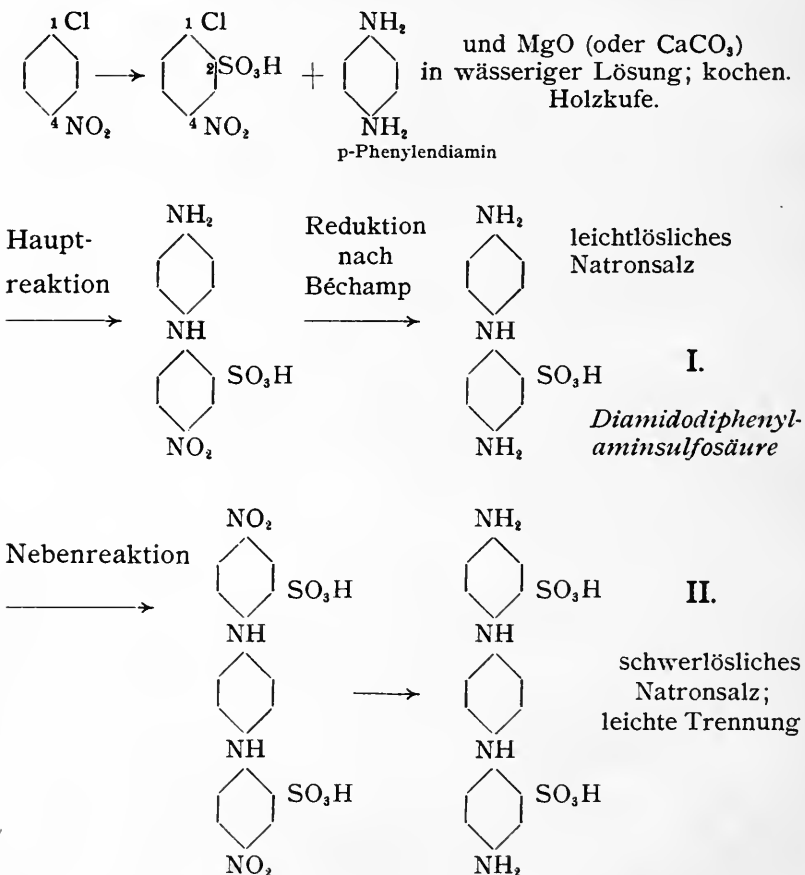 1 Cl
1 Cl
NH₂
und MgO (oder CaCO₃)
2SO₃H
+
in wässeriger Lösung; kochen.
Holzkufe.
4 NO₂
4 NO₂
NH₂
p-Phenylendiamin
Haupt-
reaktion
NH₂
NH
SO₃H
NO₂
Reduktion
nach
Béchamp
NH₂
NH
SO₃H
NH₂
leichtlösliches
Natronsalz
I.
Diamidodiphenyl-
aminsulfosäure
Nebenreaktion
NO₂
SO₃H
NH
NH
SO₃H
NO₂
NH₂
SO₃H
NH
NH
SO₃H
NH₂
II.
schwerlösliches
Natronsalz;
leichte Trennung